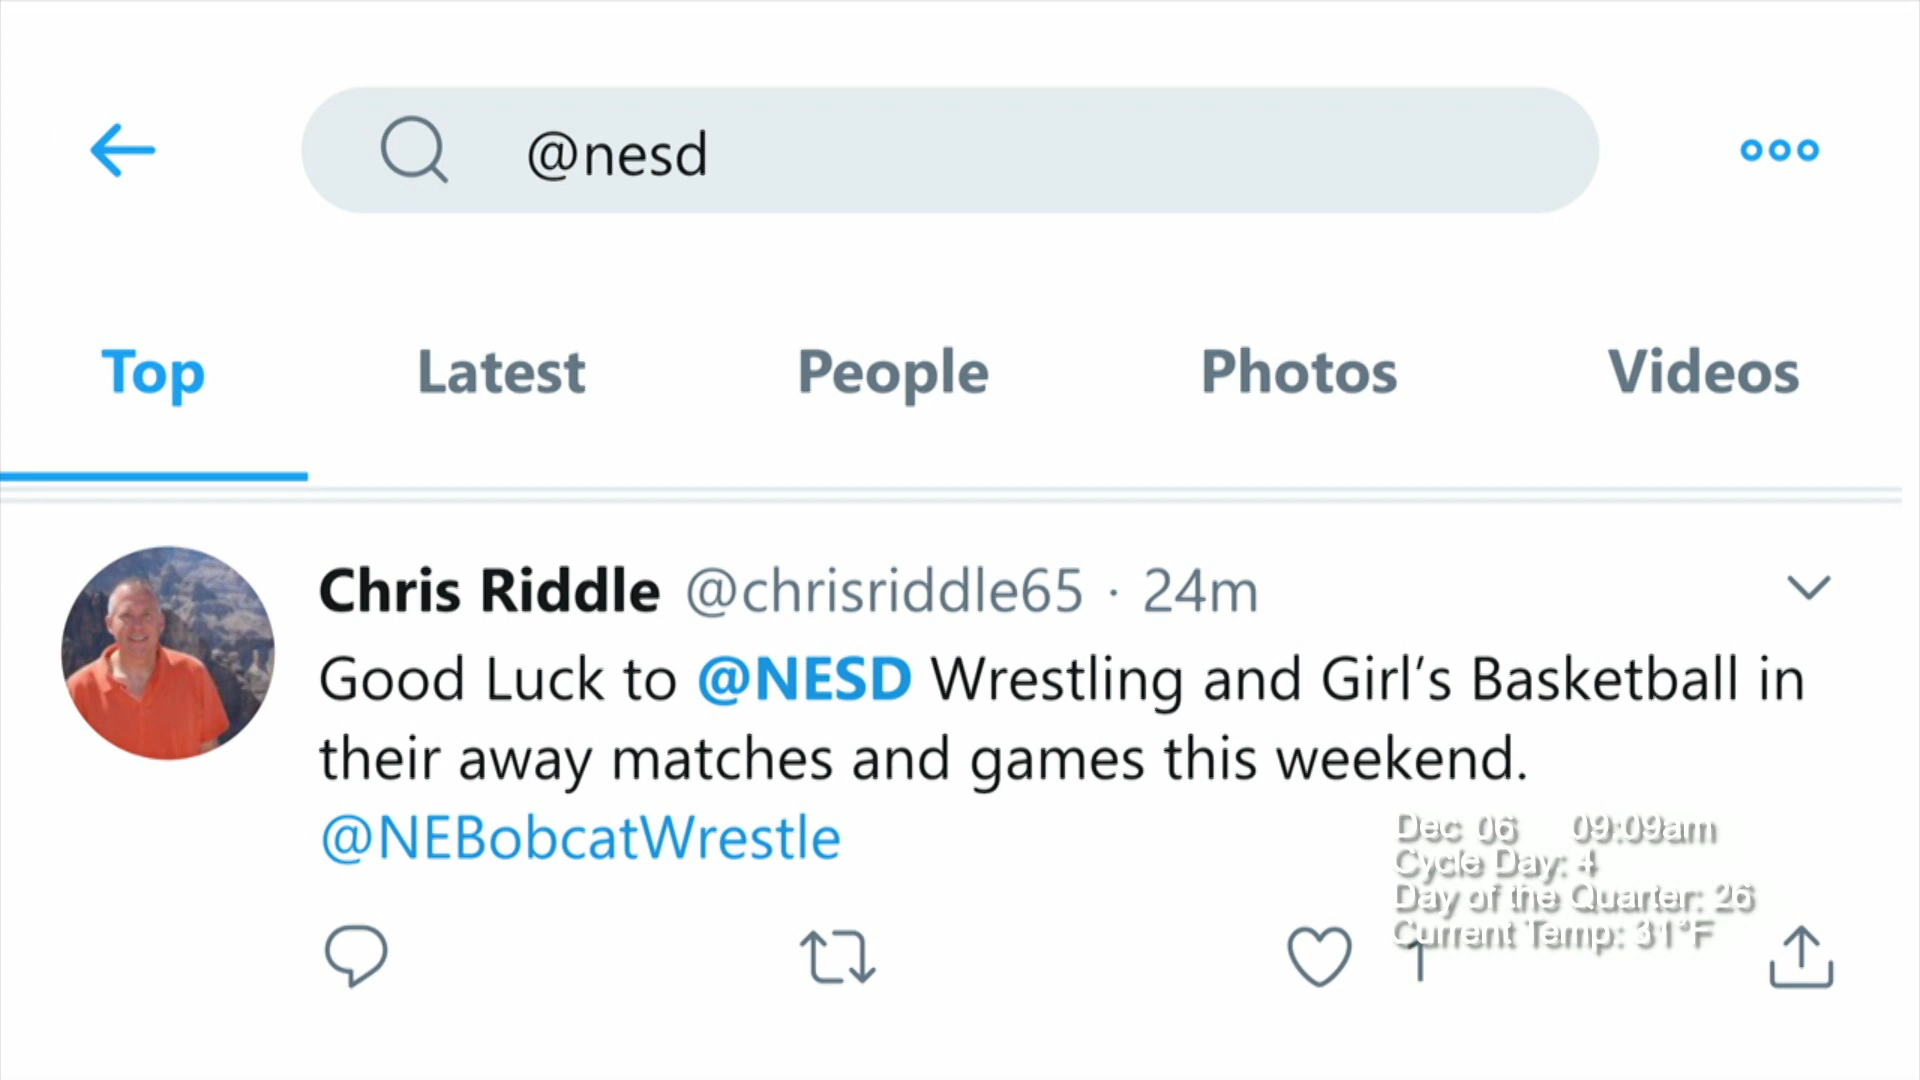 @nesd
Top Latest People Photos Videos
Chris Riddle @chrisriddle65 · 24m
Good Luck to @NESD Wrestling and Girl’s Basketball in
their away matches and games this weekend.
@NEBobcatWrestle
Dec 06 09:09am
Cycle Day: 4
Day of the Quarter: 26
Current Temp: 31°F
1